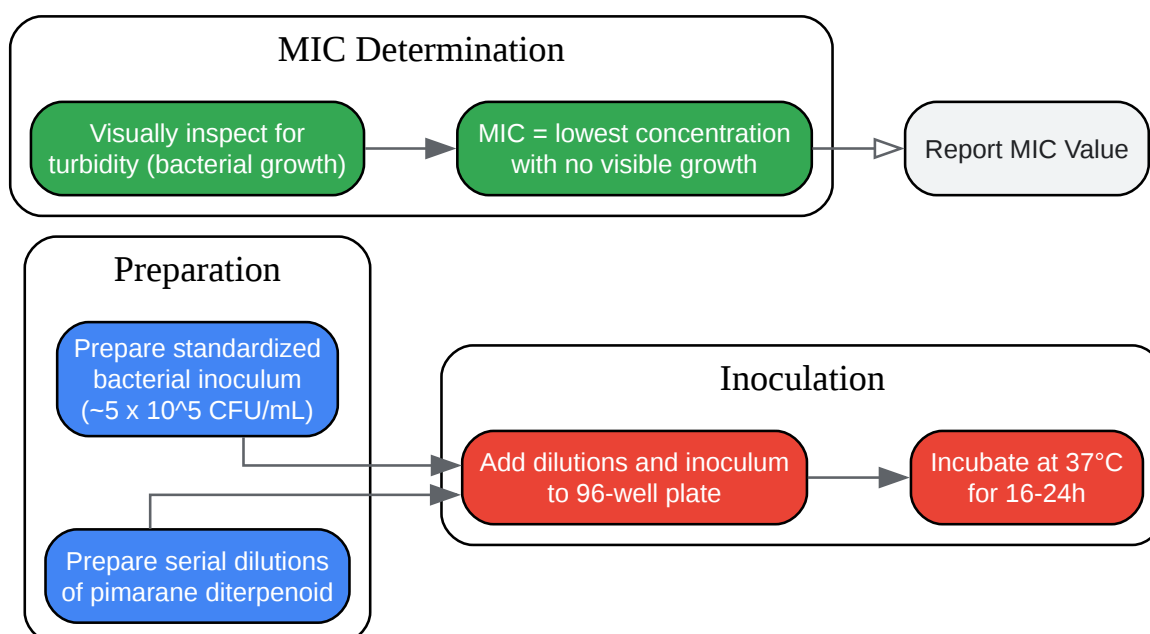 MIC Determination
Visually inspect for
turbidity (bacterial growth)
MIC = lowest concentration
with no visible growth
Report MIC Value
Preparation
Prepare standardized
bacterial inoculum
(~5 x 10^5 CFU/mL)
Prepare serial dilutions
of pimarane diterpenoid
Inoculation
Add dilutions and inoculum
to 96-well plate
Incubate at 37°C
for 16-24h